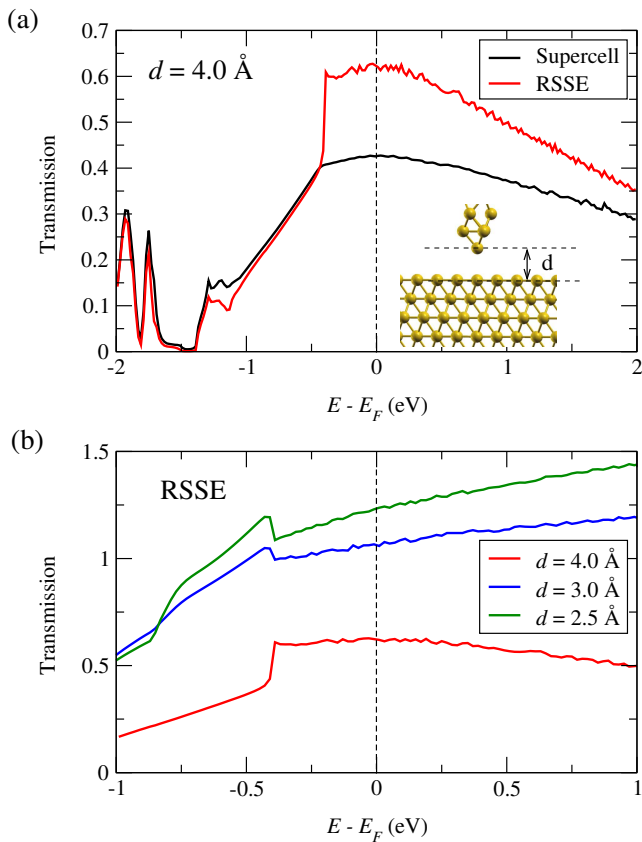 (a)
d = 4.0 Å
Supercell
RSSE
Transmission
0.7
0.6
0.5
0.4
0.3
0.2
0.1
0
d
-2
-1
0
1
2
E - E_F (eV)
(b)
RSSE
d = 4.0 Å
d = 3.0 Å
d = 2.5 Å
Transmission
1.5
1
0.5
0
-1
-0.5
0
0.5
1
E - E_F (eV)